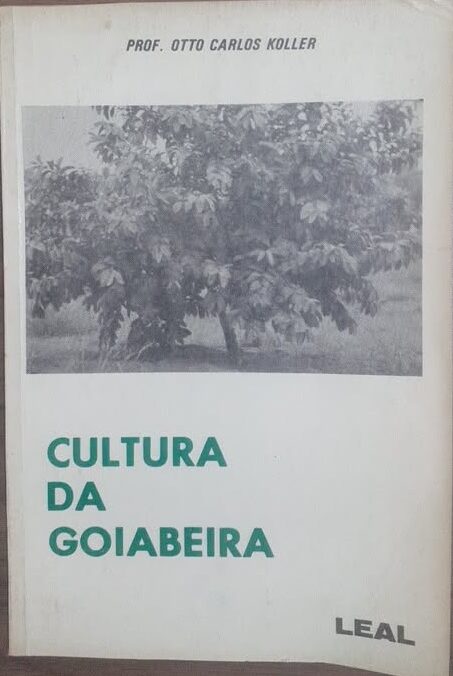 PROF. OTTO CARLOS KOLLER
CULTURA
DA
GOIABEIRA
LEAL